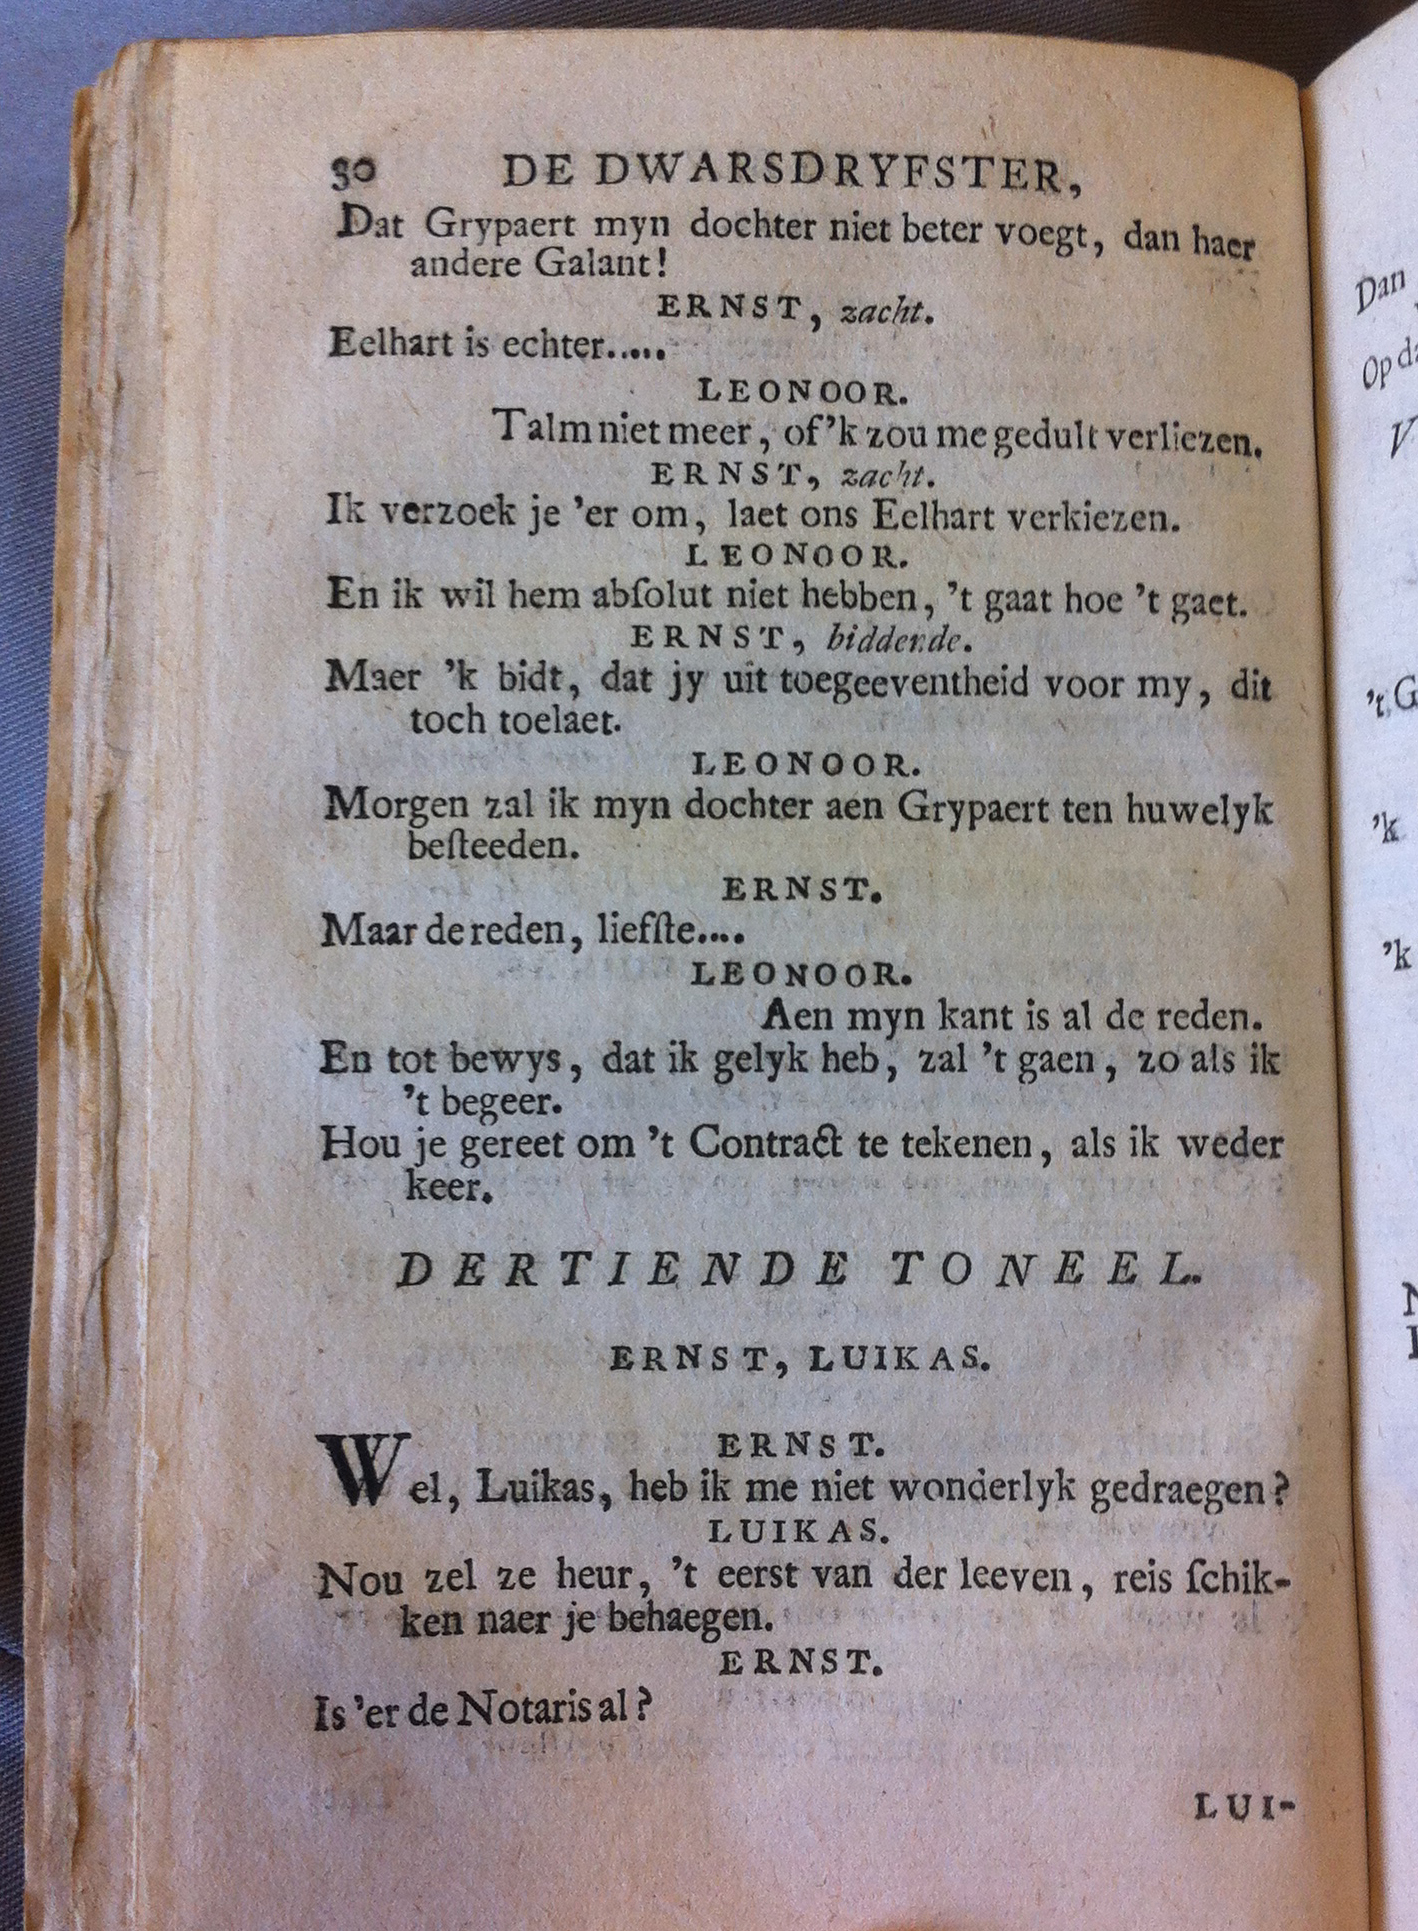 30 DE DWARSDRYFSTER,
Dat Grypaert myn dochter niet beter voegt, dan haer
andere Galant!
ERNST, zacht.
Eelhart is echter.....
LEONOOR.
Talm niet meer, of 'k zou me gedult verliezen.
ERNST, zacht.
Ik verzoek je 'er om, laet ons Eelhart verkiezen.
LEONOOR.
En ik wil hem abſolut niet hebben, 't gaat hoe 't gaet.
ERNST, biddende.
Maer 'k bidt, dat jy uit toegeeventheid voor my, dit
toch toelaet.
LEONOOR.
Morgen zal ik myn dochter aen Grypaert ten huwelyk
beſteeden.
ERNST.
Maar de reden, liefſte....
LEONOOR.
Aen myn kant is al de reden.
En tot bewys, dat ik gelyk heb, zal 't gaen, zo als ik
't begeer.
Hou je gereet om 't Contract te tekenen, als ik weder
keer.
DERTIENDE TONEEL.
ERNST, LUIKAS.
ERNST.
Wel, Luikas, heb ik me niet wonderlyk gedraegen?
LUIKAS.
Nou zel ze heur, 't eerst van der leeven, reis ſchik-
ken naer je behaegen.
ERNST.
Is 'er de Notaris al?
LUI-
Dan
Op
V
't G
'k
'k